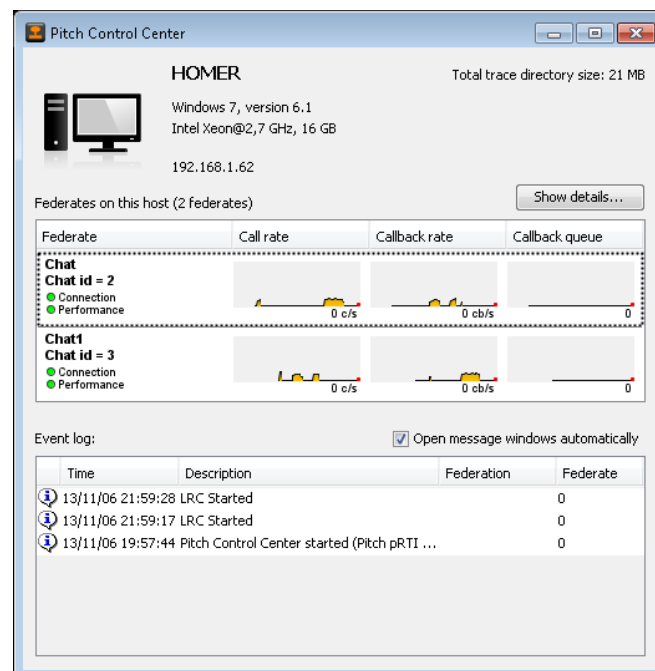 Pitch Control Center
HOMER
Total trace directory size: 21 MB
Windows 7, version 6.1
Intel Xeon@2,7 GHz, 16 GB
192.168.1.62
Federates on this host (2 federates)
Show details...
Federate Call rate Callback rate Callback queue
Chat
Chat id = 2
Connection
Performance
0 c/s 0 cb/s 0
Chat1
Chat id = 3
Connection
Performance
0 c/s 0 cb/s 0
Event log:
Open message windows automatically
Time Description Federation Federate
13/11/06 21:59:28 LRC Started 0
13/11/06 21:59:17 LRC Started 0
13/11/06 19:57:44 Pitch Control Center started (Pitch pRTI ... 0